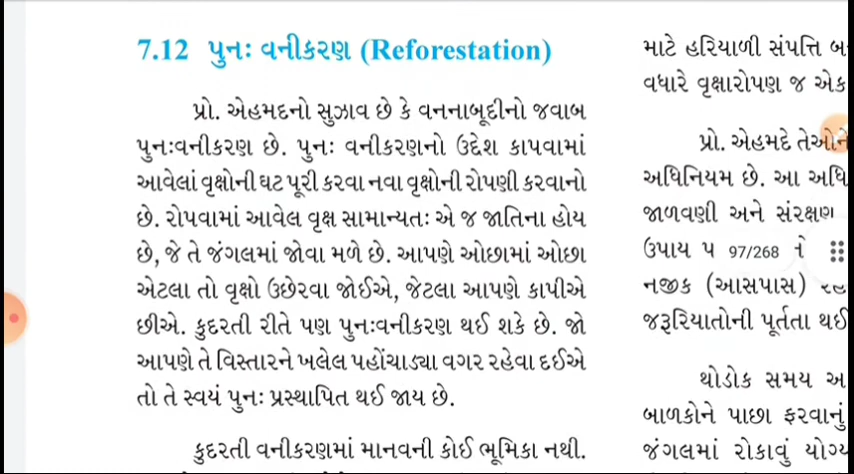 7.12 પુનઃ વનીકરણ (Reforestation)
પ્રો. એહમદનો સુઝાવ છે કે વનનાબૂદીનો જવાબ
પુનઃવનીકરણ છે. પુનઃ વનીકરણનો ઉદ્દેશ કાપવામાં
આવેલાં વૃક્ષોની ઘટ પૂરી કરવા નવા વૃક્ષોની રોપણી કરવાનો
છે. રોપવામાં આવેલ વૃક્ષ સામાન્યતઃ એ જ જાતિના હોય
છે, જે તે જંગલમાં જોવા મળે છે. આપણે ઓછામાં ઓછા
એટલા તો વૃક્ષો ઉછેરવા જોઈએ, જેટલા આપણે કાપીએ
છીએ. કુદરતી રીતે પણ પુનઃવનીકરણ થઈ શકે છે. જો
આપણે તે વિસ્તારને ખલેલ પહોંચાડ્યા વગર રહેવા દઈએ
તો તે સ્વયં પુનઃ પ્રસ્થાપિત થઈ જાય છે.
કુદરતી વનીકરણમાં માનવની કોઈ ભૂમિકા નથી.
માટે હરિયાળી સંપત્તિ
વધારે વૃક્ષારોપણ જ એક
પ્રો. એહમદે તેઓને
અધિનિયમ છે. આ
જાળવણી અને સંરક્ષણ
ઉપાય
97/268
નજીક (આસપાસ)
જરૂરિયાતોની પૂર્તતા થઈ
થોડોક સમય
બાળકોને પાછા ફરવાનું
જંગલમાં રોકાવું